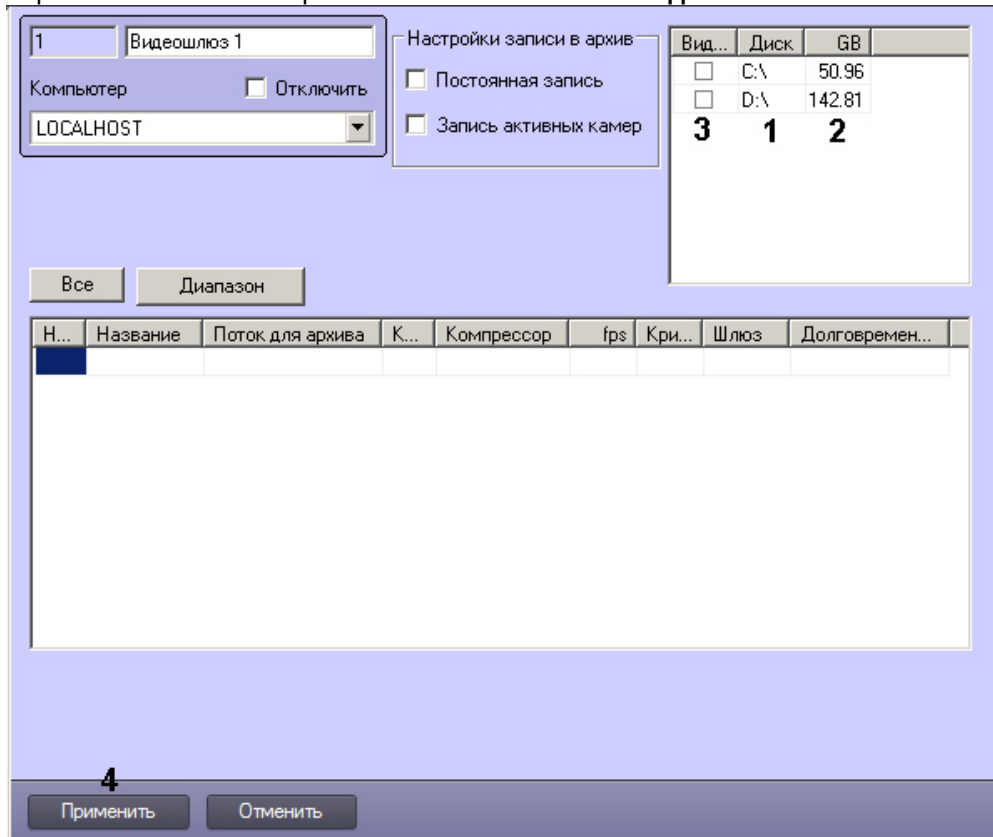 1 Видеошлюз 1
Компьютер Отключить
LOCALHOST
Настройки записи в архив
Постоянная запись
Запись активных камер
Вид... Диск GB
C:\ 50.96
D:\ 142.81
3 1 2
Все Диапазон
Н... Название Поток для архива К... Компрессор fps Кри... Шлюз Долговремен...
4
Применить Отменить